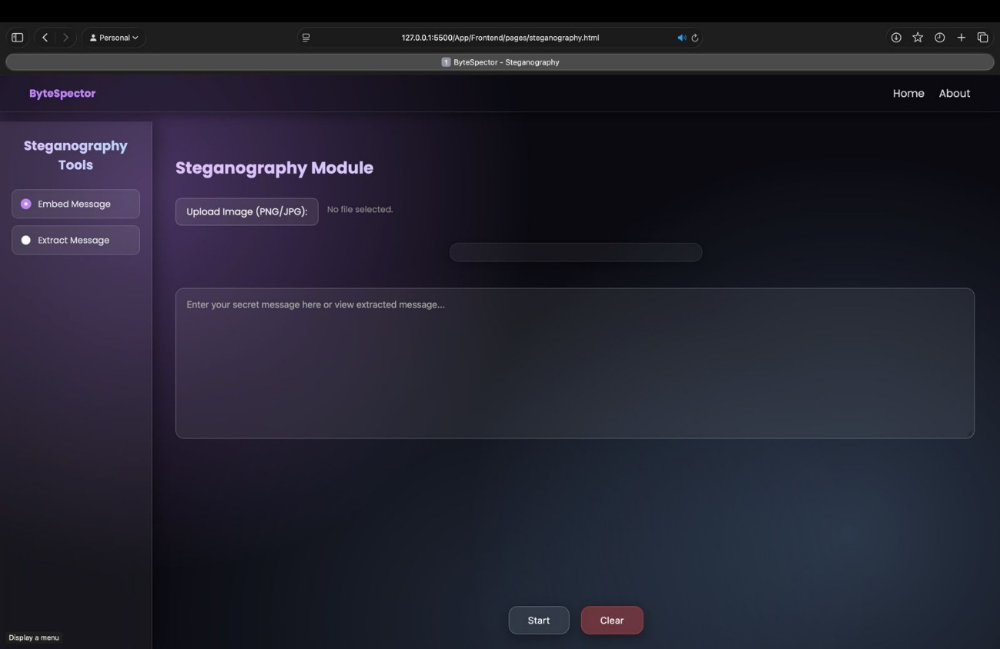 Personal
127.0.0.1:5500/App/Frontend/pages/steganography.html
1 ByteSpector - Steganography
ByteSpector
Home About
Steganography
Tools
Embed Message
Extract Message
Steganography Module
Upload Image (PNG/JPG): No file selected.
Enter your secret message here or view extracted message...
Start Clear
Display a menu